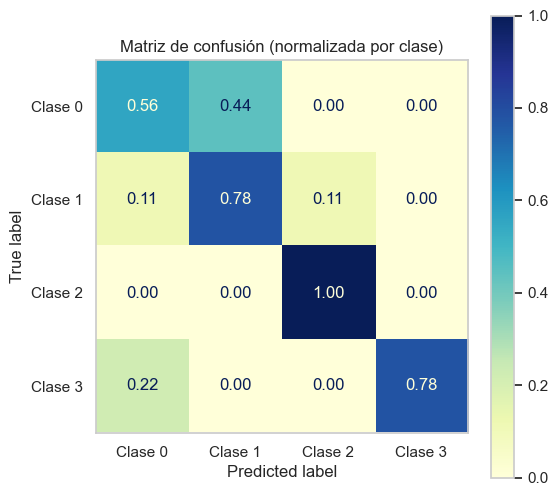 Matriz de confusión (normalizada por clase)
1.0
Clase 0
0.56 0.44 0.00 0.00
0.8
Clase 1
0.11 0.78 0.11 0.00
0.6
True label
0.4
Clase 2
0.00 0.00 1.00 0.00
0.2
Clase 3
0.22 0.00 0.00 0.78
0.0
Clase 0 Clase 1 Clase 2 Clase 3
Predicted label